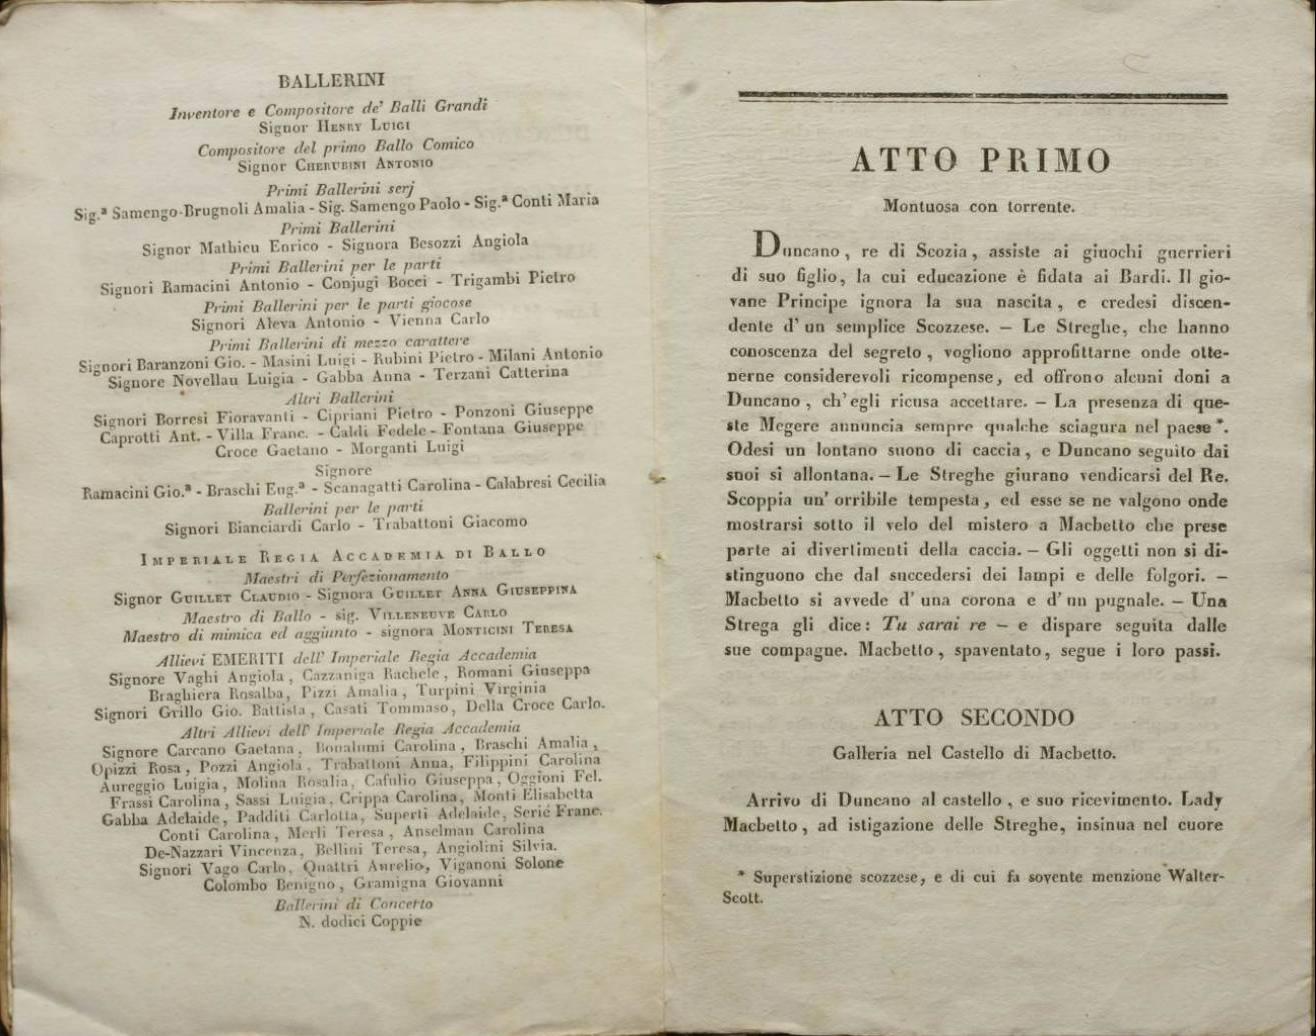 BALLERINI
Inventore e Compositore de' Balli Grandi
Signor HENRY LUIGI
Compositore del primo Ballo Comico
Signor CHERUBINI ANTONIO
Primi Ballerini serj
Sig.ª Samengo-Brugnoli Amalia - Sig. Samengo Paolo - Sig.ª Conti Maria
Primi Ballerini
Signor Mathieu Enrico - Signora Besozzi Angiola
Primi Ballerini per le parti
Signori Ramacini Antonio - Conjugi Bocci - Trigambi Pietro
Primi Ballerini per le parti giocose
Signori Aleva Antonio - Vienna Carlo
Primi Ballerini di mezzo carattere
Signori Baranzoni Gio. - Masini Luigi - Rubini Pietro - Milani Antonio
Signore Novellau Luigia - Gabba Anna - Terzani Catterina
Altri Ballerini
Signori Borresi Fioravanti - Cipriani Pietro - Ponzoni Giuseppe
Caprotti Ant. - Villa Franc. - Caldi Fedele - Fontana Giuseppe
Croce Gaetano - Morganti Luigi
Signore
Ramacini Gio.ª - Braschi Eug.ª - Scanagatti Carolina - Calabresi Cecilia
Ballerini per le parti
Signori Bianciardi Carlo - Trabattoni Giacomo
IMPERIALE REGIA ACCADEMIA DI BALLO
Maestri di Perfezionamento
Signor GUILLET CLAUDIO - Signora GUILLET ANNA GIUSEPPINA
Maestro di Ballo - sig. VILLENEUVE CARLO
Maestro di mimica ed aggiunto - signora MONTICINI TERESA
Allievi EMERITI dell' Imperiale Regia Accademia
Signore Vaghi Angiola, Cazzaniga Rachele, Romani Giuseppa
Braghiera Rosalba, Pizzi Amalia, Turpini Virginia
Signori Grillo Gio. Battista, Casati Tommaso, Della Croce Carlo.
Altri Allievi dell' Imperiale Regia Accademia
Signore Carcano Gaetana, Bonalumi Carolina, Braschi Amalia,
Opizzi Rosa, Pozzi Angiola, Trabattoni Anna, Filippini Carolina
Aureggio Luigia, Molina Rosalia, Cafulio Giuseppa, Oggioni Fel.
Frassi Carolina, Sassi Luigia, Crippa Carolina, Monti Elisabetta
Gabba Adelaide, Padditi Carlotta, Superti Adelaide, Serié Franc.
Conti Carolina, Merli Teresa, Anselman Carolina
De-Nazzari Vincenza, Bellini Teresa, Angiolini Silvia.
Signori Vago Carlo, Quattri Aurelio, Viganoni Solone
Colombo Benigno, Gramigna Giovanni
Ballerini di Concerto
N. dodici Coppie
ATTO PRIMO
Montuosa con torrente.
Duncano, re di Scozia, assiste ai giuochi guerrieri
di suo figlio, la cui educazione è fidata ai Bardi. Il gio-
vane Principe ignora la sua nascita, e credesi discen-
dente d' un semplice Scozzese. — Le Streghe, che hanno
conoscenza del segreto, vogliono approfittarne onde otte-
nerne considerevoli ricompense, ed offrono alcuni doni a
Duncano, ch' egli ricusa accettare. — La presenza di que-
ste Megere annuncia sempre qualche sciagura nel paese *.
Odesi un lontano suono di caccia, e Duncano seguito dai
suoi si allontana. — Le Streghe giurano vendicarsi del Re.
Scoppia un' orribile tempesta, ed esse se ne valgono onde
mostrarsi sotto il velo del mistero a Macbetto che prese
parte ai divertimenti della caccia. — Gli oggetti non si di-
stinguono che dal succedersi dei lampi e delle folgori. —
Macbetto si avvede d' una corona e d' un pugnale. — Una
Strega gli dice: Tu sarai re — e dispare seguita dalle
sue compagne. Macbetto, spaventato, segue i loro passi.
ATTO SECONDO
Galleria nel Castello di Macbetto.
Arrivo di Duncano al castello, e suo ricevimento. Lady
Macbetto, ad istigazione delle Streghe, insinua nel cuore
* Superstizione scozzese, e di cui fa sovente menzione Walter-
Scott.